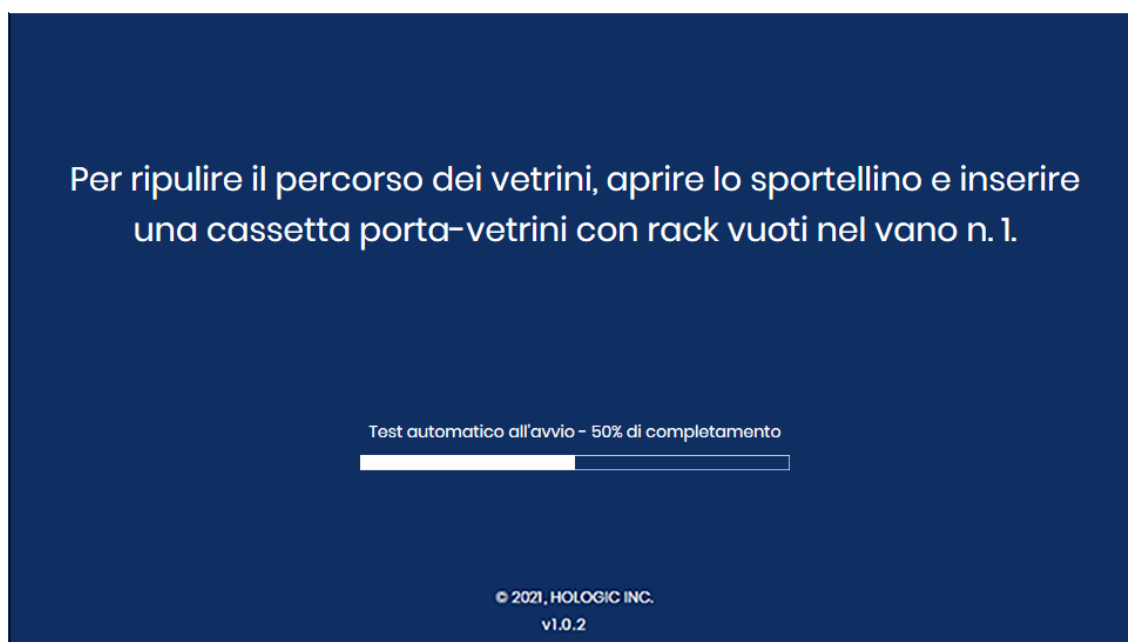 Per ripulire il percorso dei vetrini, aprire lo sportellino e inserire
una cassetta porta-vetrini con rack vuoti nel vano n. 1.
Test automatico all'avvio - 50% di completamento
© 2021, HOLOGIC INC.
v1.0.2